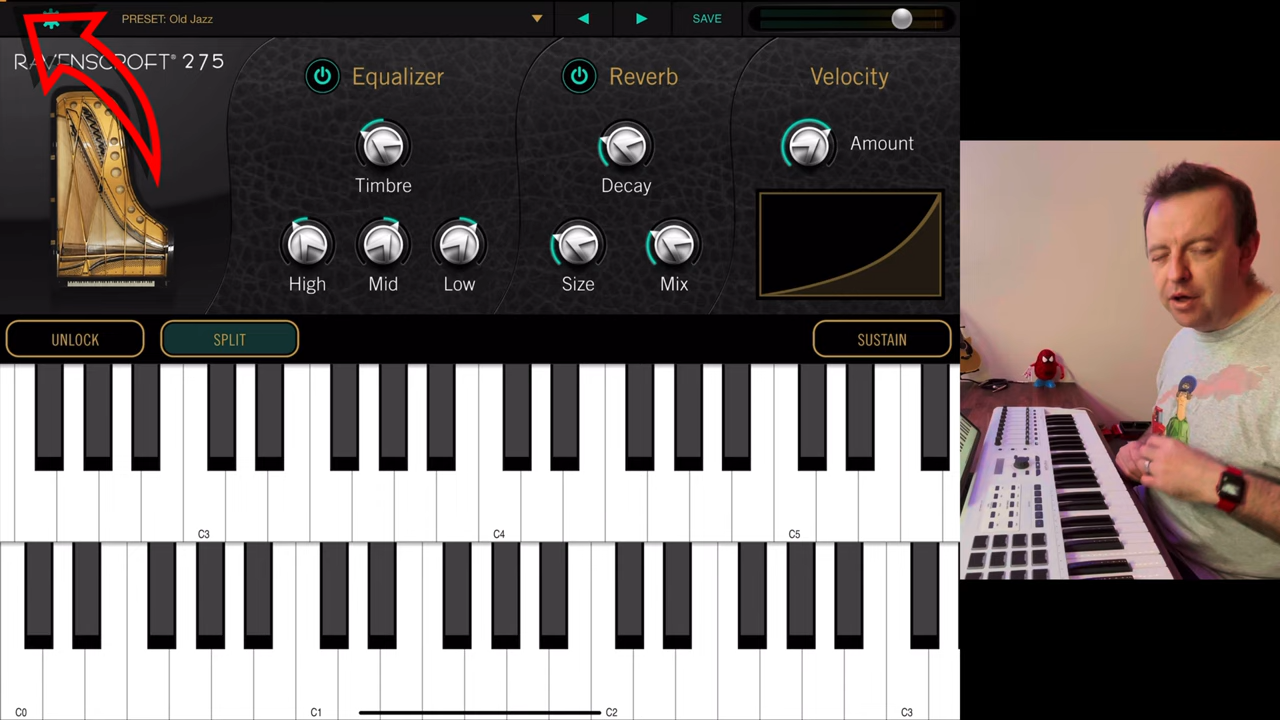 PRESET: Old Jazz
SAVE
RAVENSCROFT® 275
Equalizer
Reverb
Velocity
Timbre
Decay
Amount
High
Mid
Low
Size
Mix
UNLOCK
SPLIT
SUSTAIN
C3
C4
C5
C0
C1
C2
C3